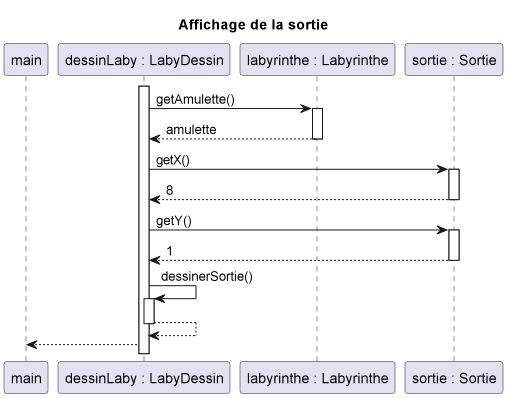 Affichage de la sortie
main
dessinLaby : LabyDessin
labyrinthe : Labyrinthe
sortie : Sortie
getAmulette()
amulette
getX()
8
getY()
1
dessinerSortie()
main
dessinLaby : LabyDessin
labyrinthe : Labyrinthe
sortie : Sortie